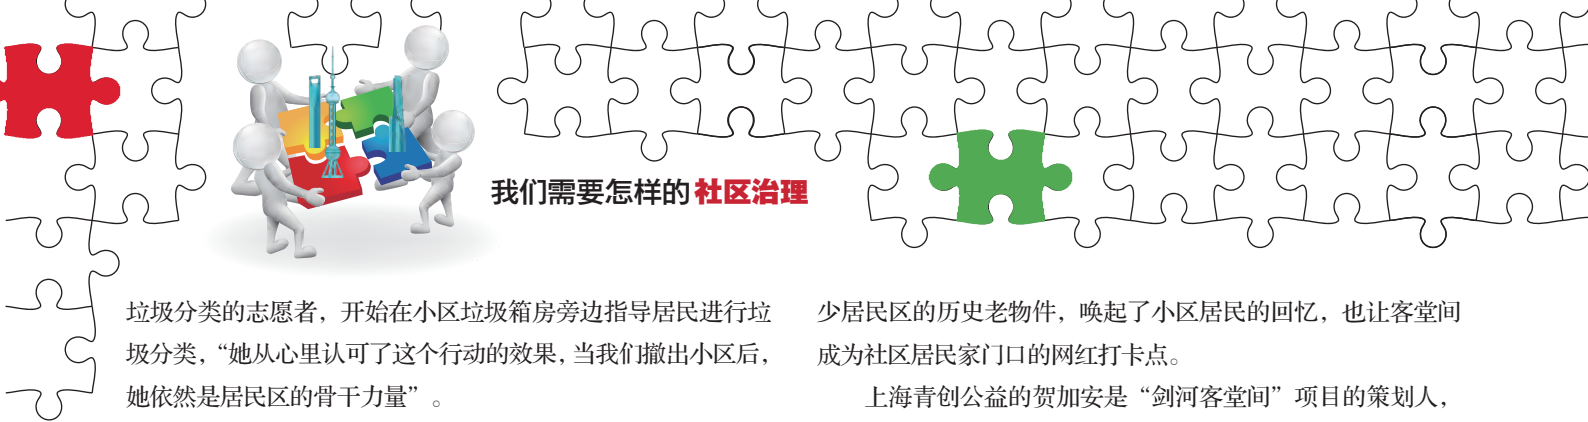 我们需要怎样的 社区治理
垃圾分类的志愿者，开始在小区垃圾箱房旁边指导居民进行垃
圾分类，“她从心里认可了这个行动的效果，当我们撤出小区后，
她依然是居民区的骨干力量”。
少居民区的历史老物件，唤起了小区居民的回忆，也让客堂间
成为社区居民家门口的网红打卡点。
上海青创公益的贺加安是“剑河客堂间”项目的策划人，